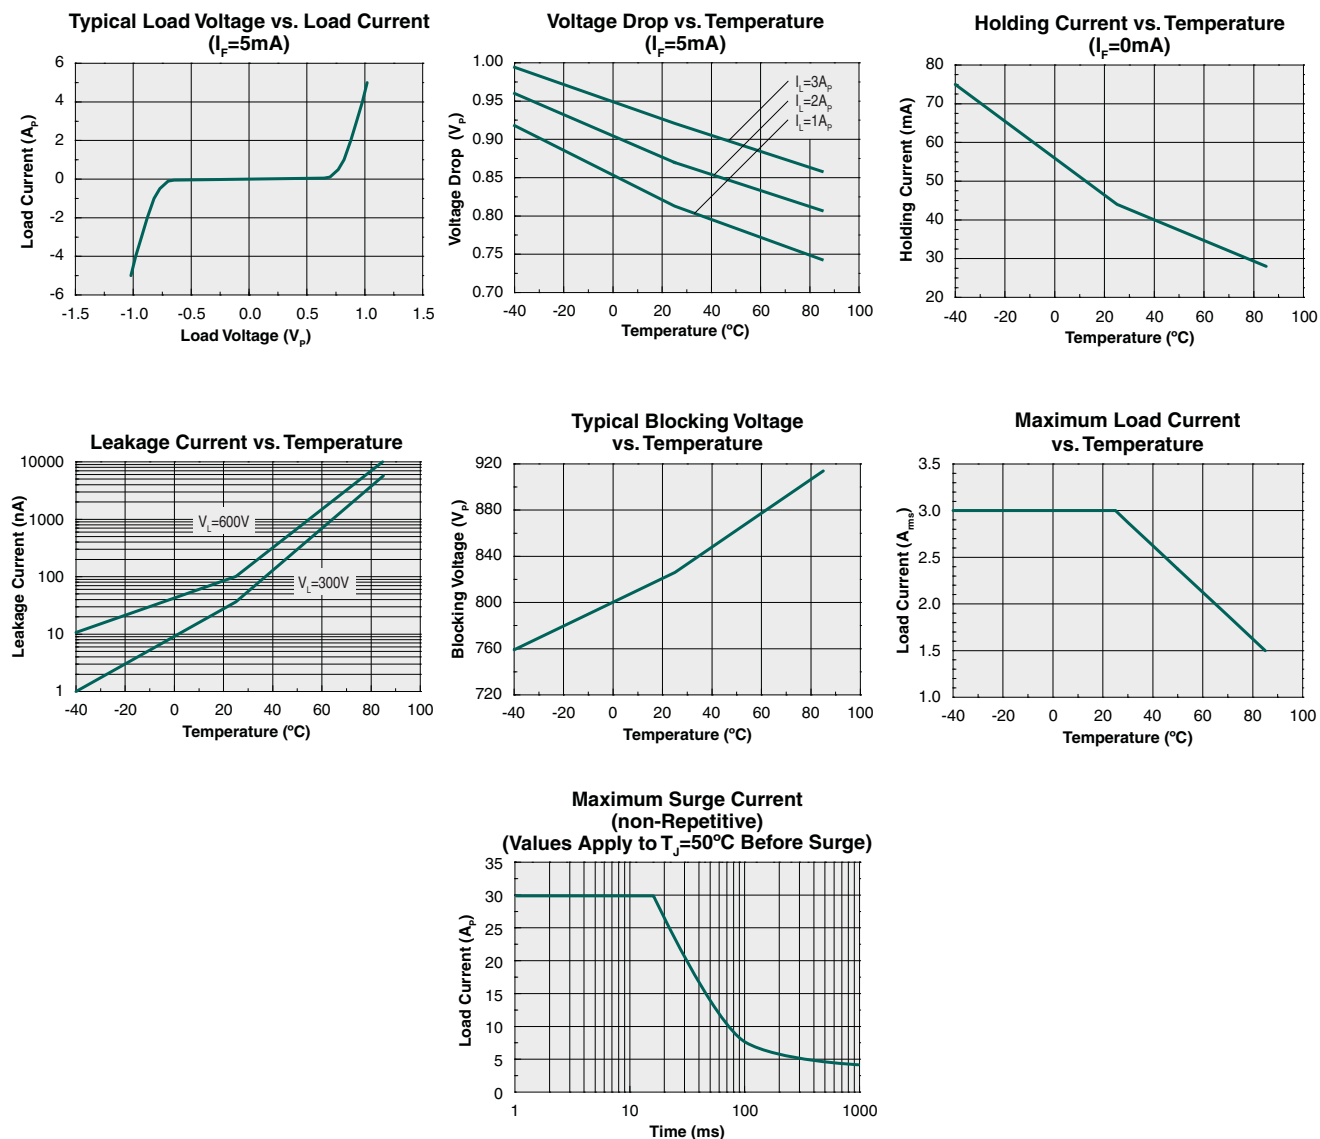 Typical Load Voltage vs. Load Current
(IF=5mA)
Load Current (AP)
6
4
2
0
-2
-4
-6
-1.5 -1.0 -0.5 0.0 0.5 1.0 1.5
Load Voltage (VP)
Voltage Drop vs. Temperature
(IF=5mA)
Voltage Drop (VP)
1.00
0.95
0.90
0.85
0.80
0.75
0.70
IL=3AP
IL=2AP
IL=1AP
-40 -20 0 20 40 60 80 100
Temperature (ºC)
Holding Current vs. Temperature
(IF=0mA)
Holding Current (mA)
80
70
60
50
40
30
20
-40 -20 0 20 40 60 80 100
Temperature (ºC)
Leakage Current vs. Temperature
Leakage Current (nA)
10000
1000
100
10
1
VL=600V
VL=300V
-40 -20 0 20 40 60 80 100
Temperature (ºC)
Typical Blocking Voltage
vs. Temperature
Blocking Voltage (VP)
920
880
840
800
760
720
-40 -20 0 20 40 60 80 100
Temperature (ºC)
Maximum Load Current
vs. Temperature
Load Current (Arms)
3.5
3.0
2.5
2.0
1.5
1.0
-40 -20 0 20 40 60 80 100
Temperature (ºC)
Maximum Surge Current
(non-Repetitive)
(Values Apply to TJ=50ºC Before Surge)
Load Current (AP)
35
30
25
20
15
10
5
0
1 10 100 1000
Time (ms)